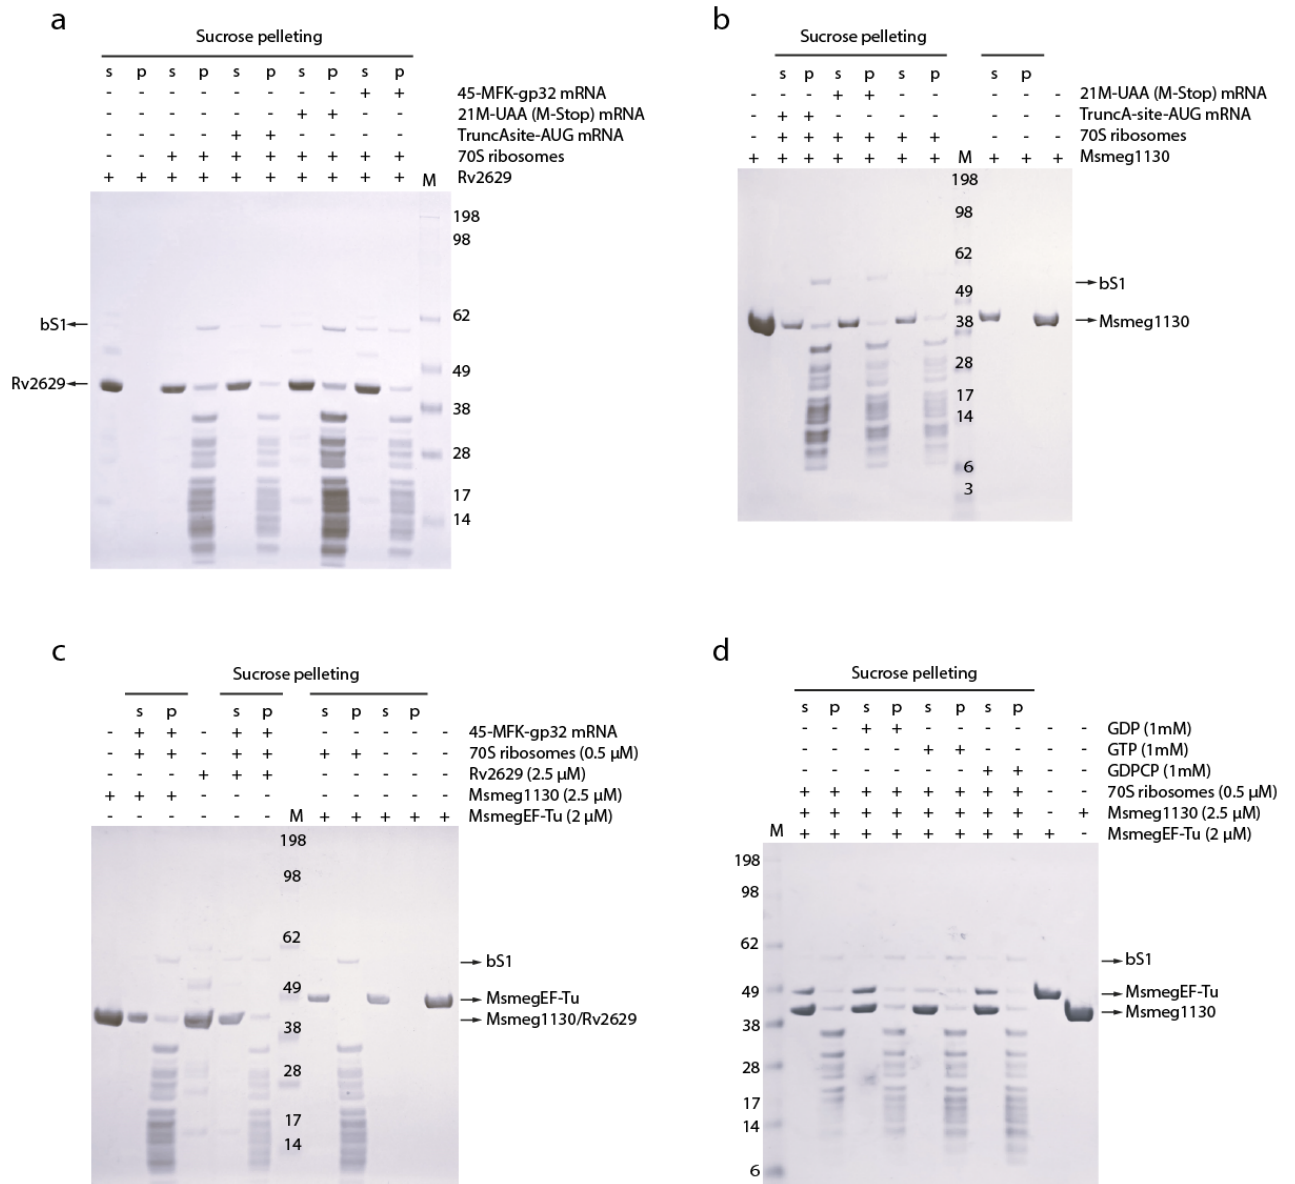 a
Sucrose pelleting
s p s p s p s p s p
- - - - - - - - + + 45-MFK-gp32 mRNA
- - - - - - + + - - 21M-UAA (M-Stop) mRNA
- - - - + + - - - - TruncAsite-AUG mRNA
- - + + + + + + + + 70S ribosomes
+ + + + + + + + + + M Rv2629
198
98
bS1 62
49
Rv2629
38
28
17
14
b
Sucrose pelleting
s p s p s p s p
- - - + + - - - - - 21M-UAA (M-Stop) mRNA
- + + - - - - - - - TruncA-site-AUG mRNA
- + + + + + + - - - 70S ribosomes
+ + + + + + + M + + + Msmeg1130
198
98
62
bS1
49
38 Msmeg1130
28
17
14
6
3
c
Sucrose pelleting
s p s p s p s p
- + + - + + - - - - - 45-MFK-gp32 mRNA
- + + - + + + + - - - 70S ribosomes (0.5 μM)
- - - + + + - - - - - Rv2629 (2.5 μM)
+ + + - - - - - - - - Msmeg1130 (2.5 μM)
- - - - - - M + + + + + MsmegEF-Tu (2 μM)
198
98
62
bS1
49
MsmegEF-Tu
38 Msmeg1130/Rv2629
28
17
14
d
Sucrose pelleting
s p s p s p s p
- - + + - - - - - - GDP (1mM)
- - - - + + - - - - GTP (1mM)
- - - - - - + + - - GDPCP (1mM)
+ + + + + + + + - - 70S ribosomes (0.5 μM)
+ + + + + + + + - + Msmeg1130 (2.5 μM)
M + + + + + + + + + - MsmegEF-Tu (2 μM)
198
98
62
bS1
49 MsmegEF-Tu
Msmeg1130
38
28
17
14
6